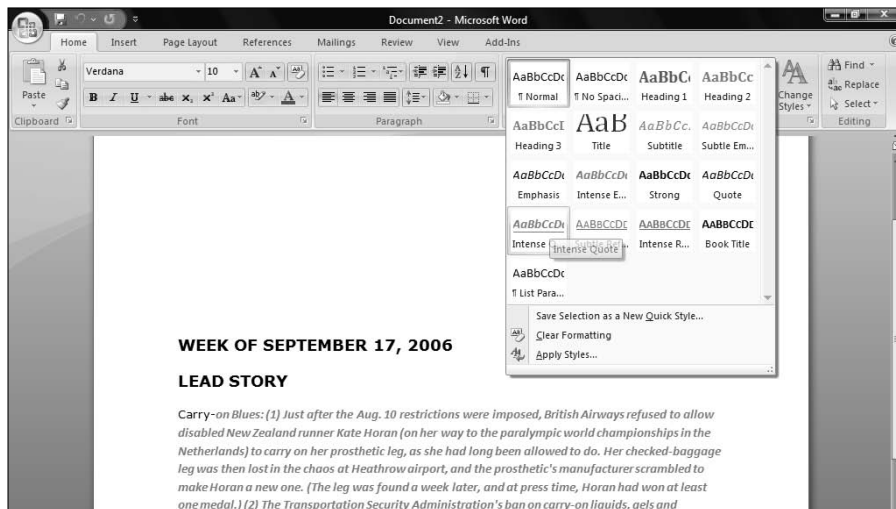 Document2 - Microsoft Word
Home Insert Page Layout References Mailings Review View Add-Ins
Paste
Verdana 10
B I U abe x₂ x² Aa A
Clipboard Font Paragraph
AaBbCcDc AaBbCcDc AaBbC AaBbCc
¶ Normal ¶ No Spaci... Heading 1 Heading 2
AaBbCcI AaB AaBbCc. AaBbCcDc
Heading 3 Title Subtitle Subtle Em...
AaBbCcDc AaBbCcDc AaBbCcDc AaBbCcDc
Emphasis Intense E... Strong Quote
AaBbCcDc AABBCCDE AABBCCDE AABBCCDE
Intense Intense R... Book Title
Intense Quote
AaBbCcDc
¶ List Para...
Save Selection as a New Quick Style...
Clear Formatting
Apply Styles...
Change
Styles
Find
Replace
Select
Editing
WEEK OF SEPTEMBER 17, 2006
LEAD STORY
Carry-on Blues: (1) Just after the Aug. 10 restrictions were imposed, British Airways refused to allow
disabled New Zealand runner Kate Horan (on her way to the paralympic world championships in the
Netherlands) to carry on her prosthetic leg, as she had long been allowed to do. Her checked-baggage
leg was then lost in the chaos at Heathrow airport, and the prosthetic's manufacturer scrambled to
make Horan a new one. (The leg was found a week later, and at press time, Horan had won at least
one medal.) (2) The Transportation Security Administration's ban on carry-on liquids, gels and